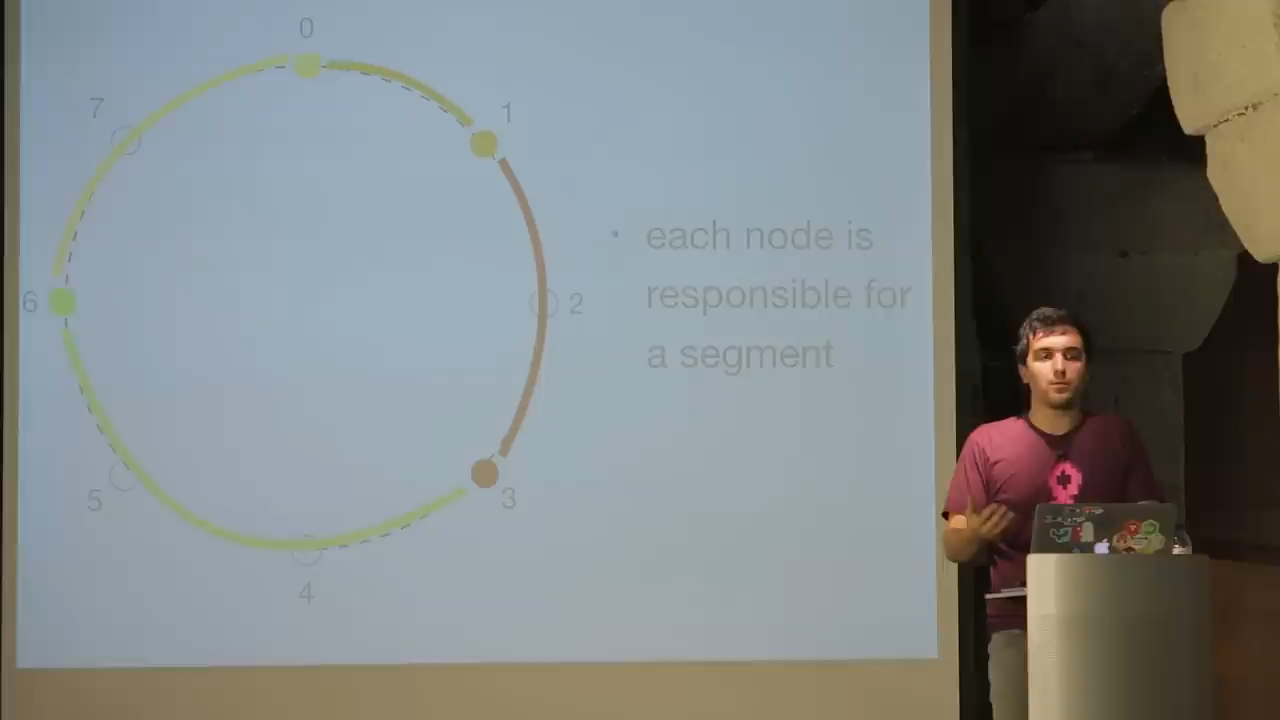 0
7
1
6
2
5
3
4
• each node is
responsible for
a segment